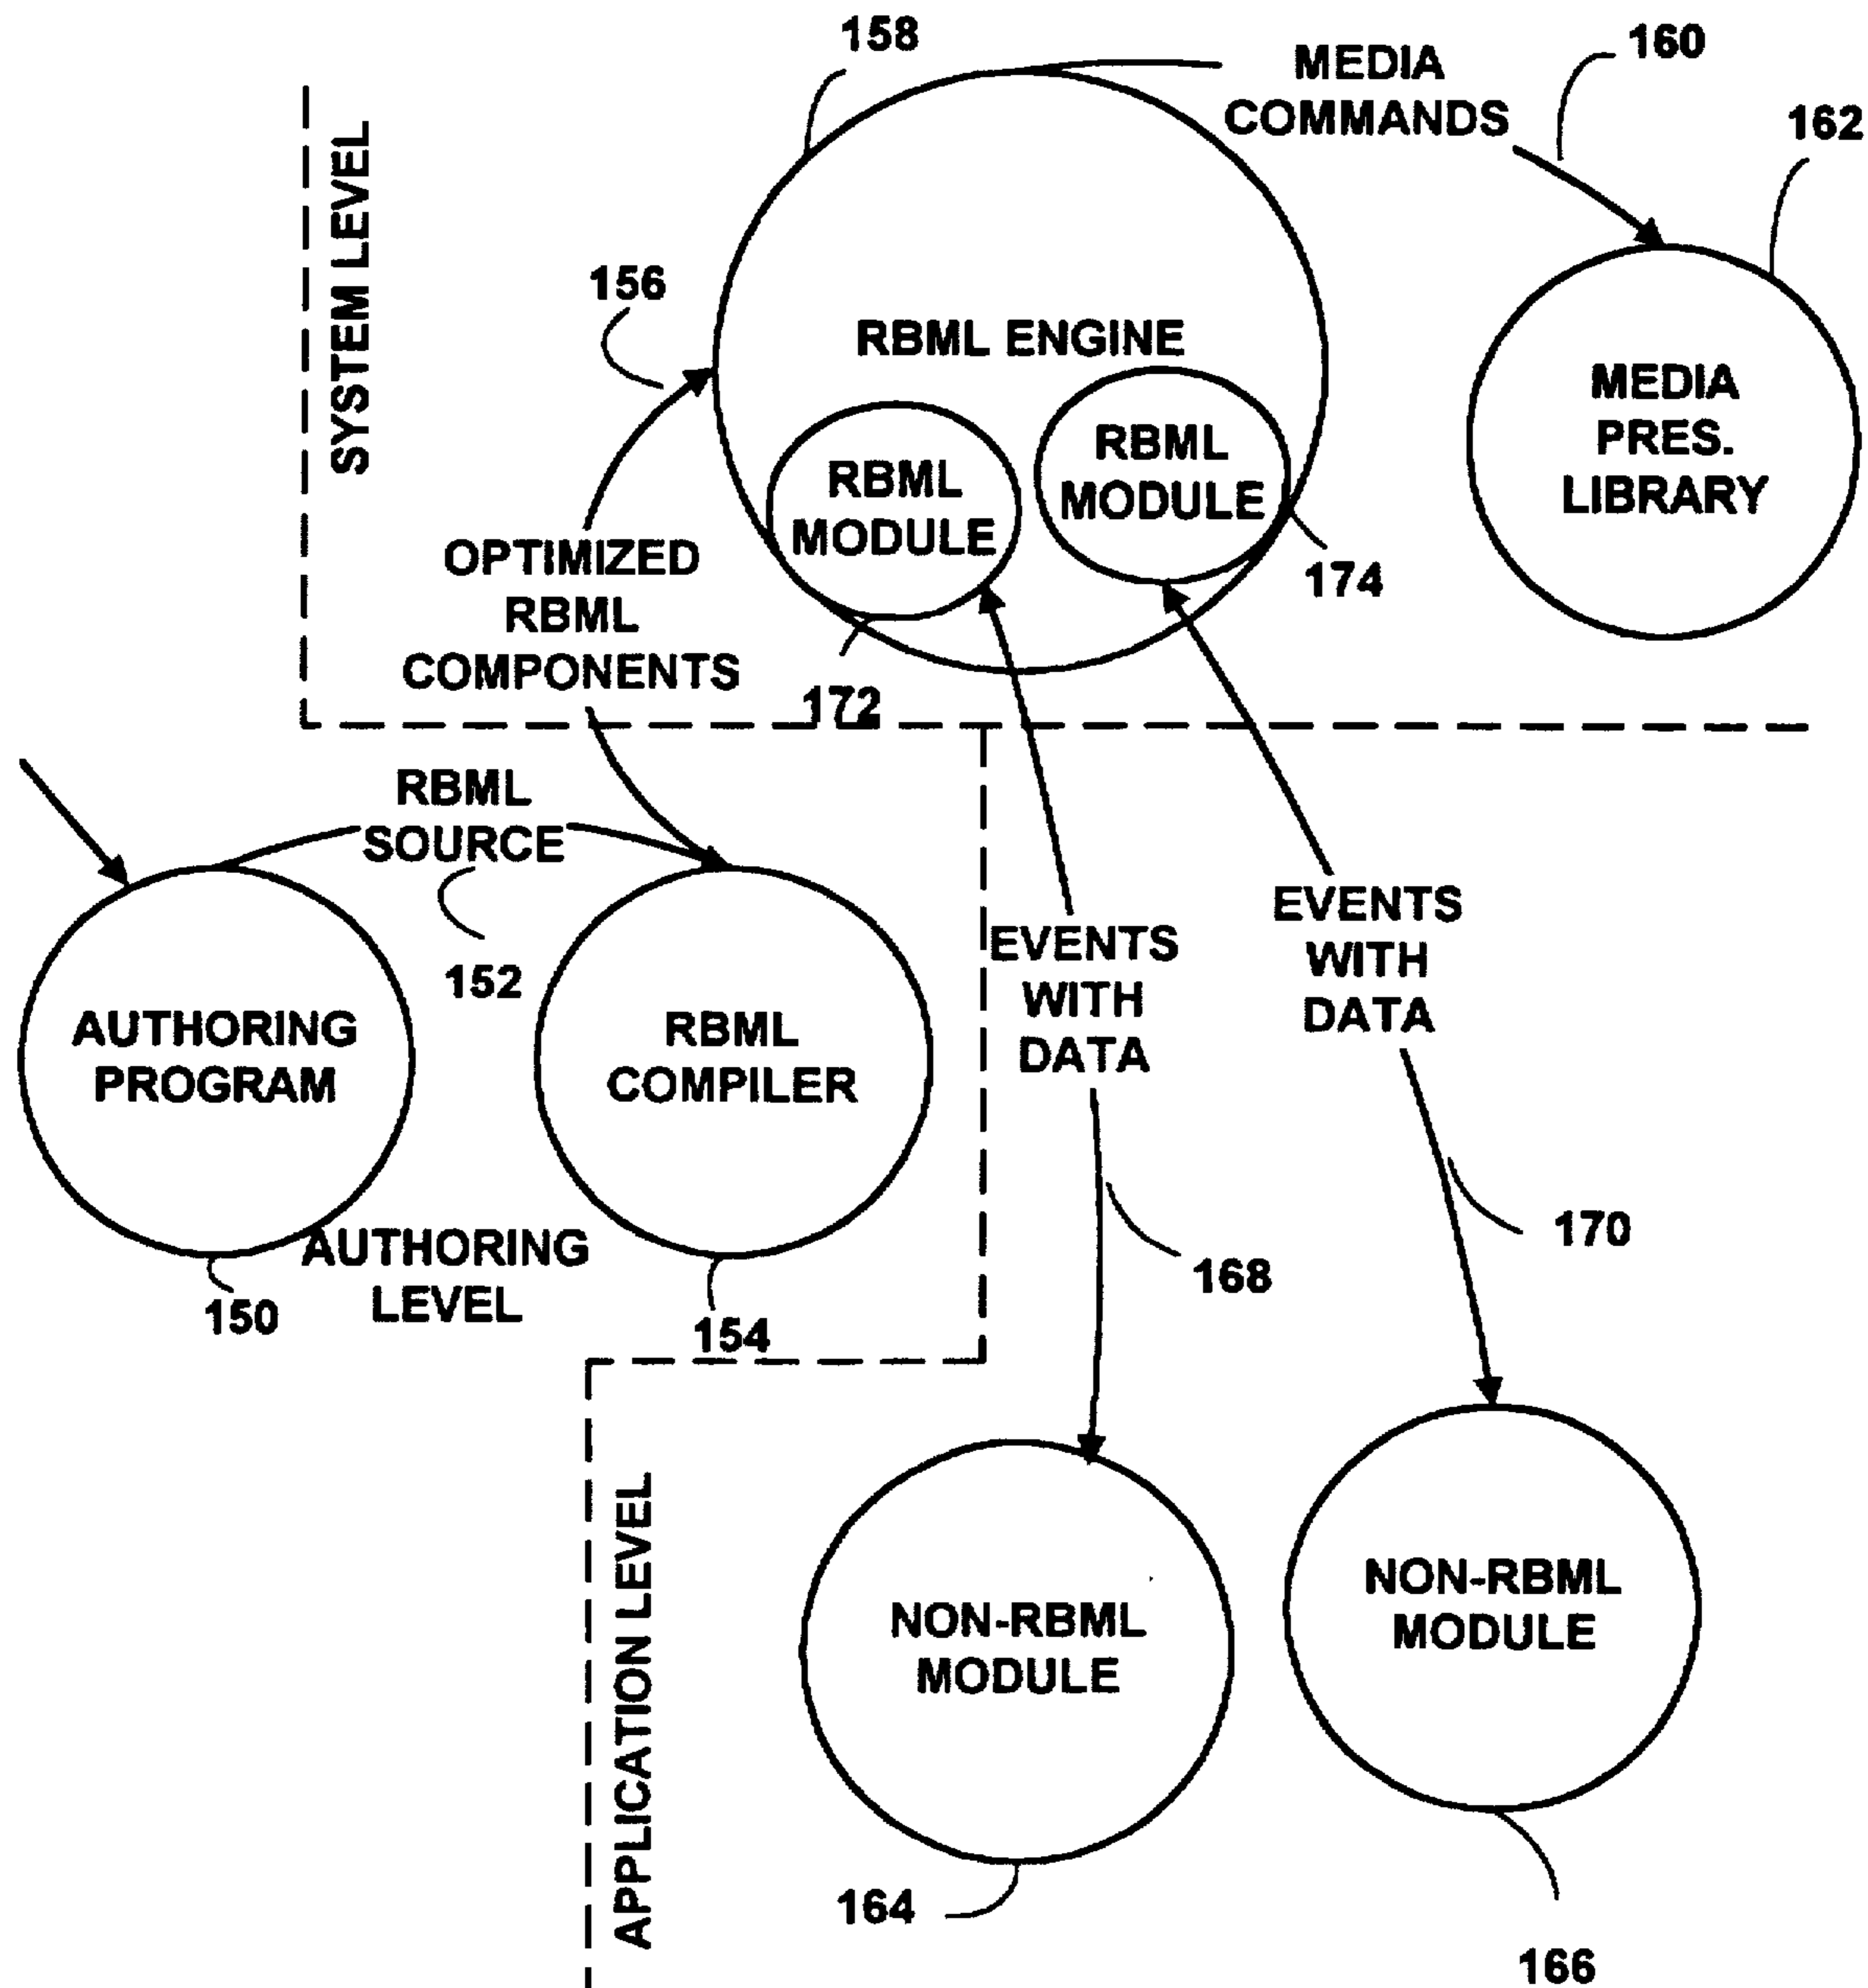 158
MEDIA
COMMANDS
160
162
SYSTEM LEVEL
156
RBML ENGINE
MEDIA
PRES.
LIBRARY
RBML
MODULE
RBML
MODULE
174
OPTIMIZED
RBML
COMPONENTS
172
RBML
SOURCE
152
AUTHORING
PROGRAM
RBML
COMPILER
EVENTS
WITH
DATA
EVENTS
WITH
DATA
AUTHORING
LEVEL
150
154
168
170
APPLICATION LEVEL
NON-RBML
MODULE
NON-RBML
MODULE
164
166